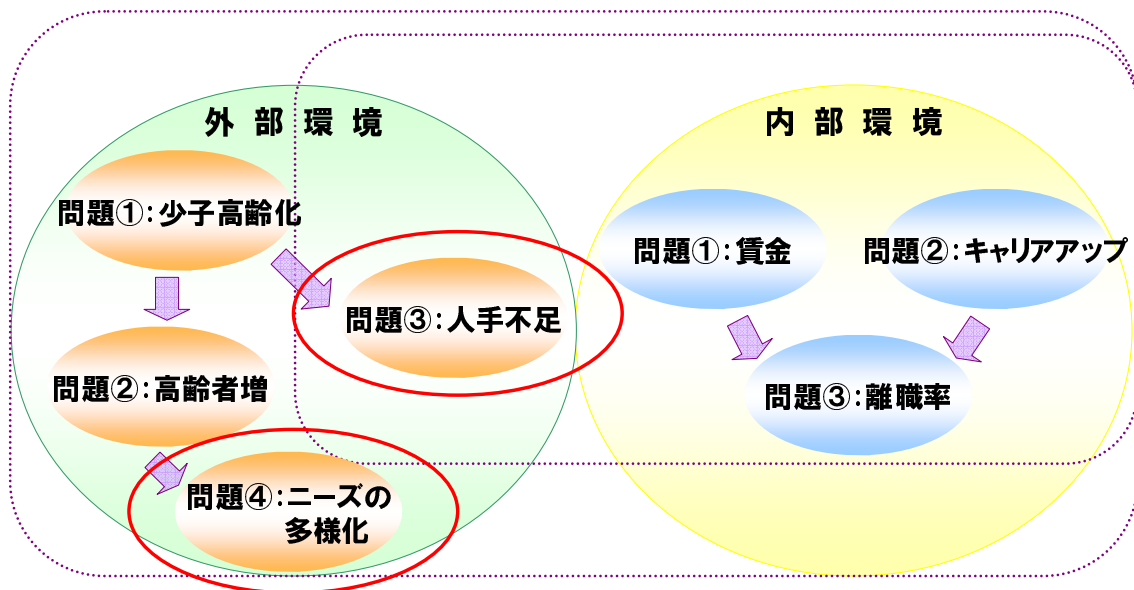 外部環境
問題①:少子高齢化
問題③:人手不足
問題②:高齢者増
問題④:ニーズの
多様化
内部環境
問題①:賃金
問題②:キャリアアップ
問題③:離職率